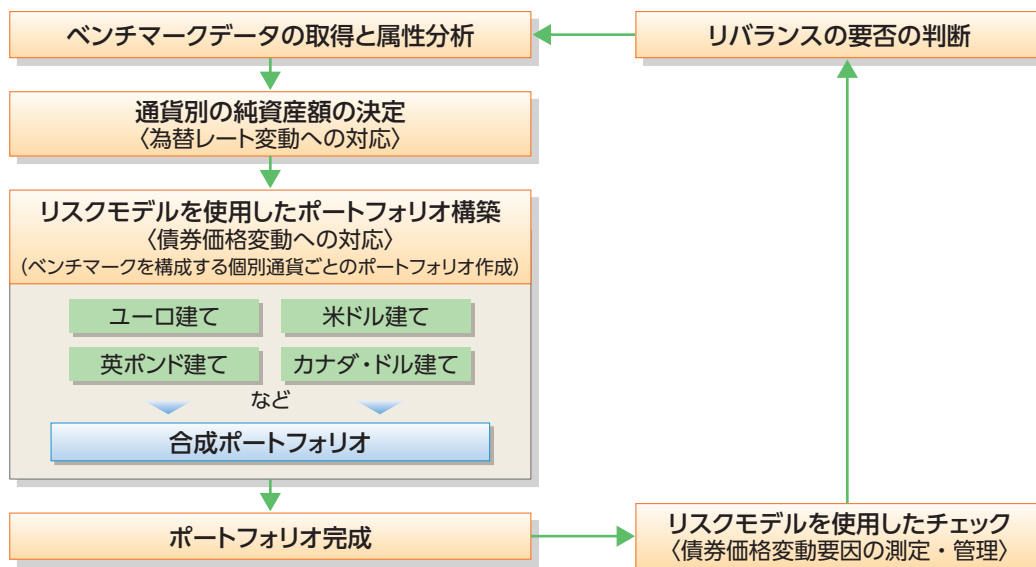 ベンチマークデータの取得と属性分析
リバランスの要否の判断
通貨別の純資産額の決定
〈為替レート変動への対応〉
リスクモデルを使用したポートフォリオ構築
〈債券価格変動への対応〉
(ベンチマークを構成する個別通貨ごとのポートフォリオ作成)
ユーロ建て
米ドル建て
英ポンド建て
カナダ・ドル建て
など
合成ポートフォリオ
ポートフォリオ完成
リスクモデルを使用したチェック
〈債券価格変動要因の測定・管理〉